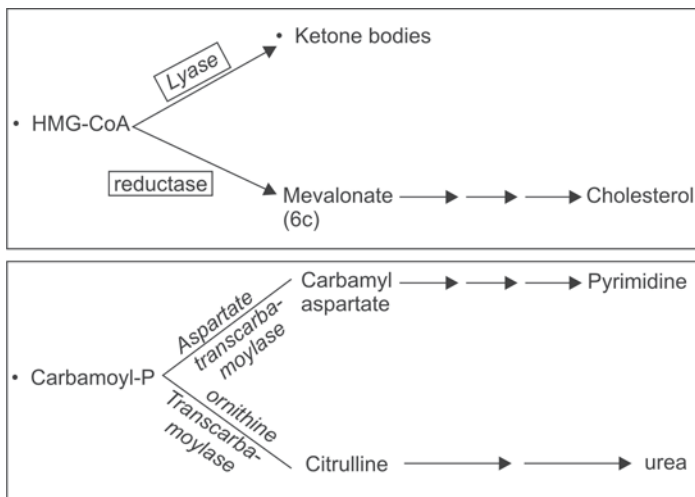 • Ketone bodies
Lyase
• HMG-CoA
reductase
Mevalonate
(6c)
Cholesterol
Carbamyl
aspartate
Pyrimidine
Aspartate
transcarba-
moylase
• Carbamoyl-P
ornithine
Transcarba-
moylase
Citrulline
urea